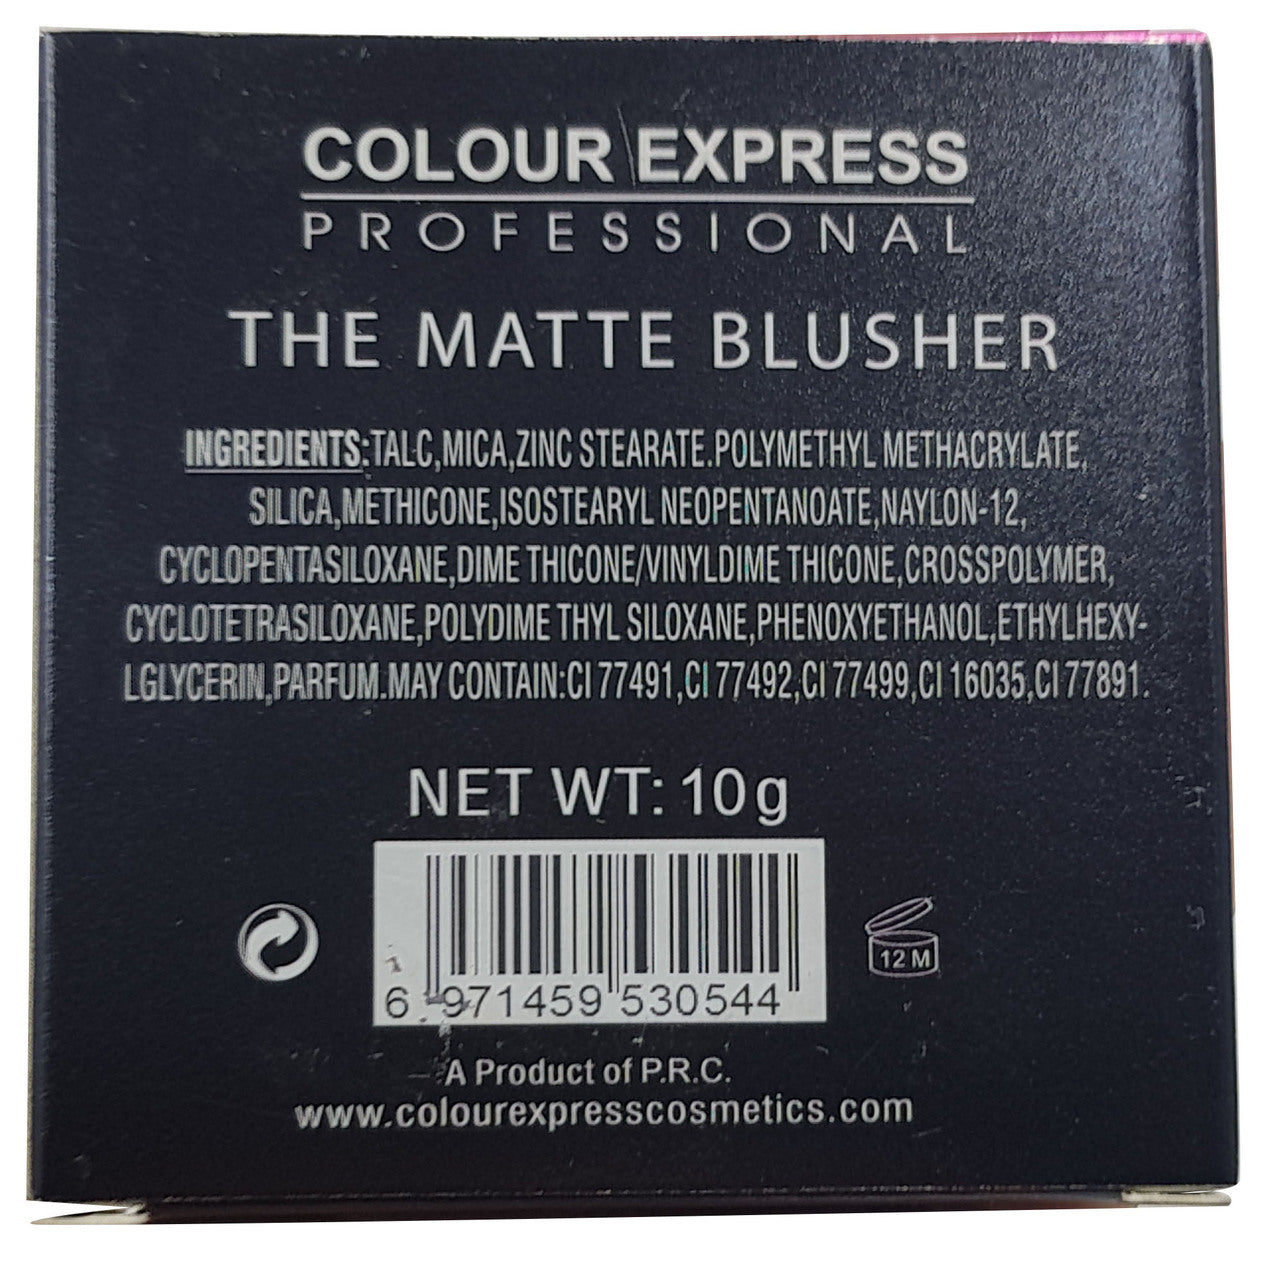 COLOUR EXPRESS
PROFESSIONAL
THE MATTE BLUSHER
INGREDIENTS:TALC,MICA,ZINC STEARATE.POLYMETHYL METHACRYLATE,
SILICA,METHICONE,ISOSTEARYL NEOPENTANOATE,NAYLON-12,
CYCLOPENTASILOXANE,DIME THICONE/VINYLDIME THICONE,CROSSPOLYMER,
CYCLOTETRASILOXANE,POLYDIME THYL SILOXANE,PHENOXYETHANOL,ETHYLHEXY-
LGLYCERIN,PARFUM.MAY CONTAIN:CI 77491,CI 77492,CI 77499,CI 16035,CI 77891.
NET WT: 10g
12 M
6 971459 530544
A Product of P.R.C.
www.colourexpresscosmetics.com